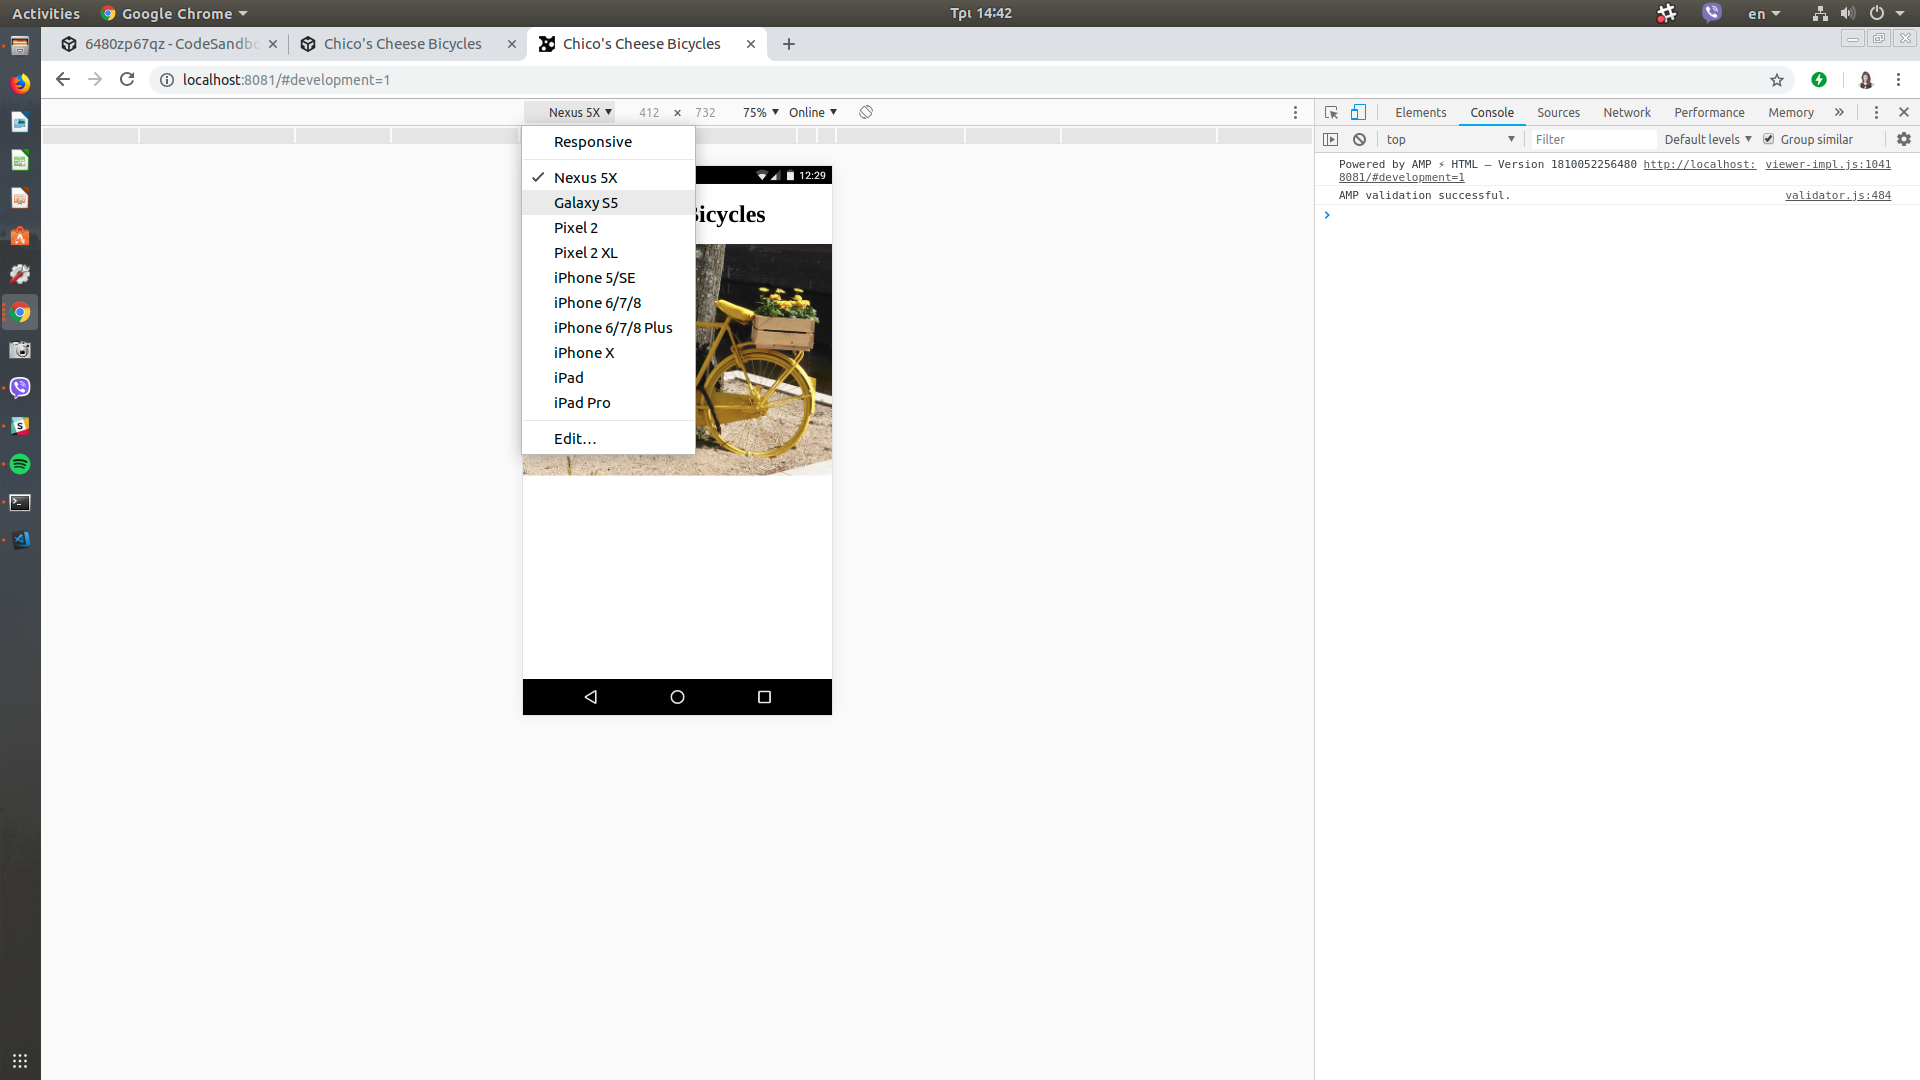 Activities
Google Chrome
Τρι 14:42
en
6480zp67qz - CodeSandbo
Chico's Cheese Bicycles
Chico's Cheese Bicycles
localhost:8081/#development=1
Nexus 5X
412 × 732
75%
Online
Elements
Console
Sources
Network
Performance
Memory
top
Filter
Default levels
Group similar
Powered by AMP ⚡ HTML – Version 1810052256480 http://localhost:
8081/#development=1
viewer-impl.js:1041
AMP validation successful.
validator.js:484
Responsive
Nexus 5X
Galaxy S5
Pixel 2
Pixel 2 XL
iPhone 5/SE
iPhone 6/7/8
iPhone 6/7/8 Plus
iPhone X
iPad
iPad Pro
Edit…
12:29
Bicycles